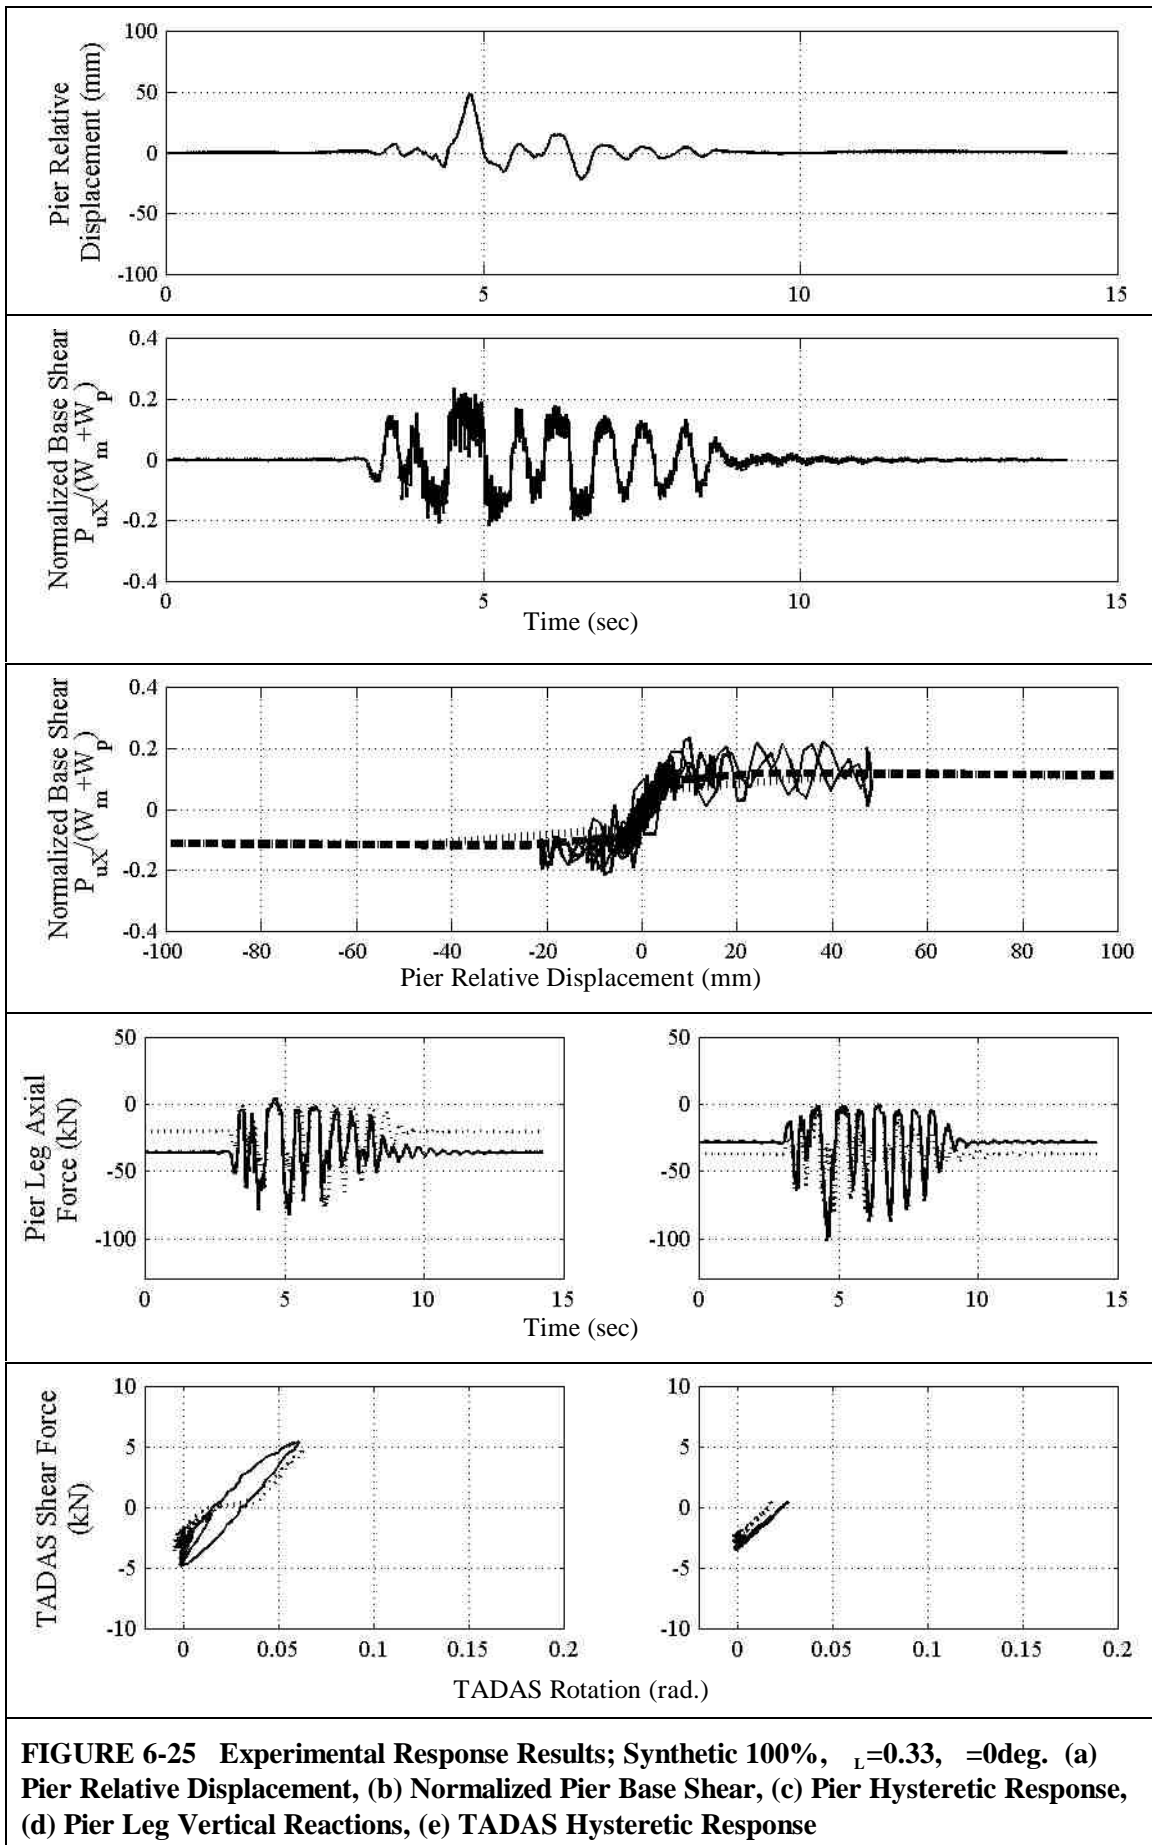 Pier Relative
Displacement (mm)
100
50
0
-50
-100
0 5 10 15
Normalized Base Shear
P_uX/(W_m+W_p)
0.4
0.2
0
-0.2
-0.4
0 5 10 15
Time (sec)
Normalized Base Shear
P_uX/(W_m+W_p)
0.4
0.2
0
-0.2
-0.4
-100 -80 -60 -40 -20 0 20 40 60 80 100
Pier Relative Displacement (mm)
Pier Leg Axial
Force (kN)
50
0
-50
-100
0 5 10 15
50
0
-50
-100
0 5 10 15
Time (sec)
TADAS Shear Force
(kN)
10
5
0
-5
-10
0 0.05 0.1 0.15 0.2
10
5
0
-5
-10
0 0.05 0.1 0.15 0.2
TADAS Rotation (rad.)
FIGURE 6-25 Experimental Response Results; Synthetic 100%, L=0.33, =0deg. (a)
Pier Relative Displacement, (b) Normalized Pier Base Shear, (c) Pier Hysteretic Response,
(d) Pier Leg Vertical Reactions, (e) TADAS Hysteretic Response